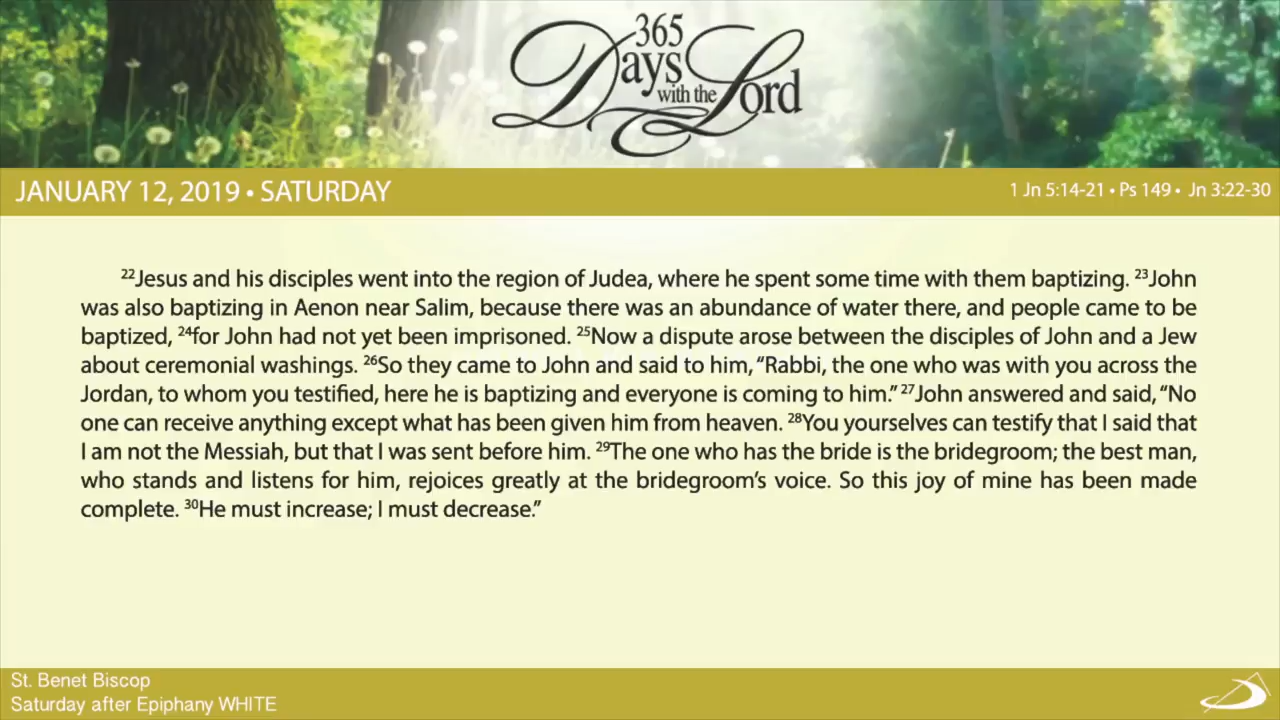 365
Days
with the
Lord
JANUARY 12, 2019 • SATURDAY
1 Jn 5:14-21 • Ps 149 • Jn 3:22-30
²²Jesus and his disciples went into the region of Judea, where he spent some time with them baptizing. ²³John
was also baptizing in Aenon near Salim, because there was an abundance of water there, and people came to be
baptized, ²⁴for John had not yet been imprisoned. ²⁵Now a dispute arose between the disciples of John and a Jew
about ceremonial washings. ²⁶So they came to John and said to him, “Rabbi, the one who was with you across the
Jordan, to whom you testified, here he is baptizing and everyone is coming to him.” ²⁷John answered and said, “No
one can receive anything except what has been given him from heaven. ²⁸You yourselves can testify that I said that
I am not the Messiah, but that I was sent before him. ²⁹The one who has the bride is the bridegroom; the best man,
who stands and listens for him, rejoices greatly at the bridegroom’s voice. So this joy of mine has been made
complete. ³⁰He must increase; I must decrease.”
St. Benet Biscop
Saturday after Epiphany WHITE